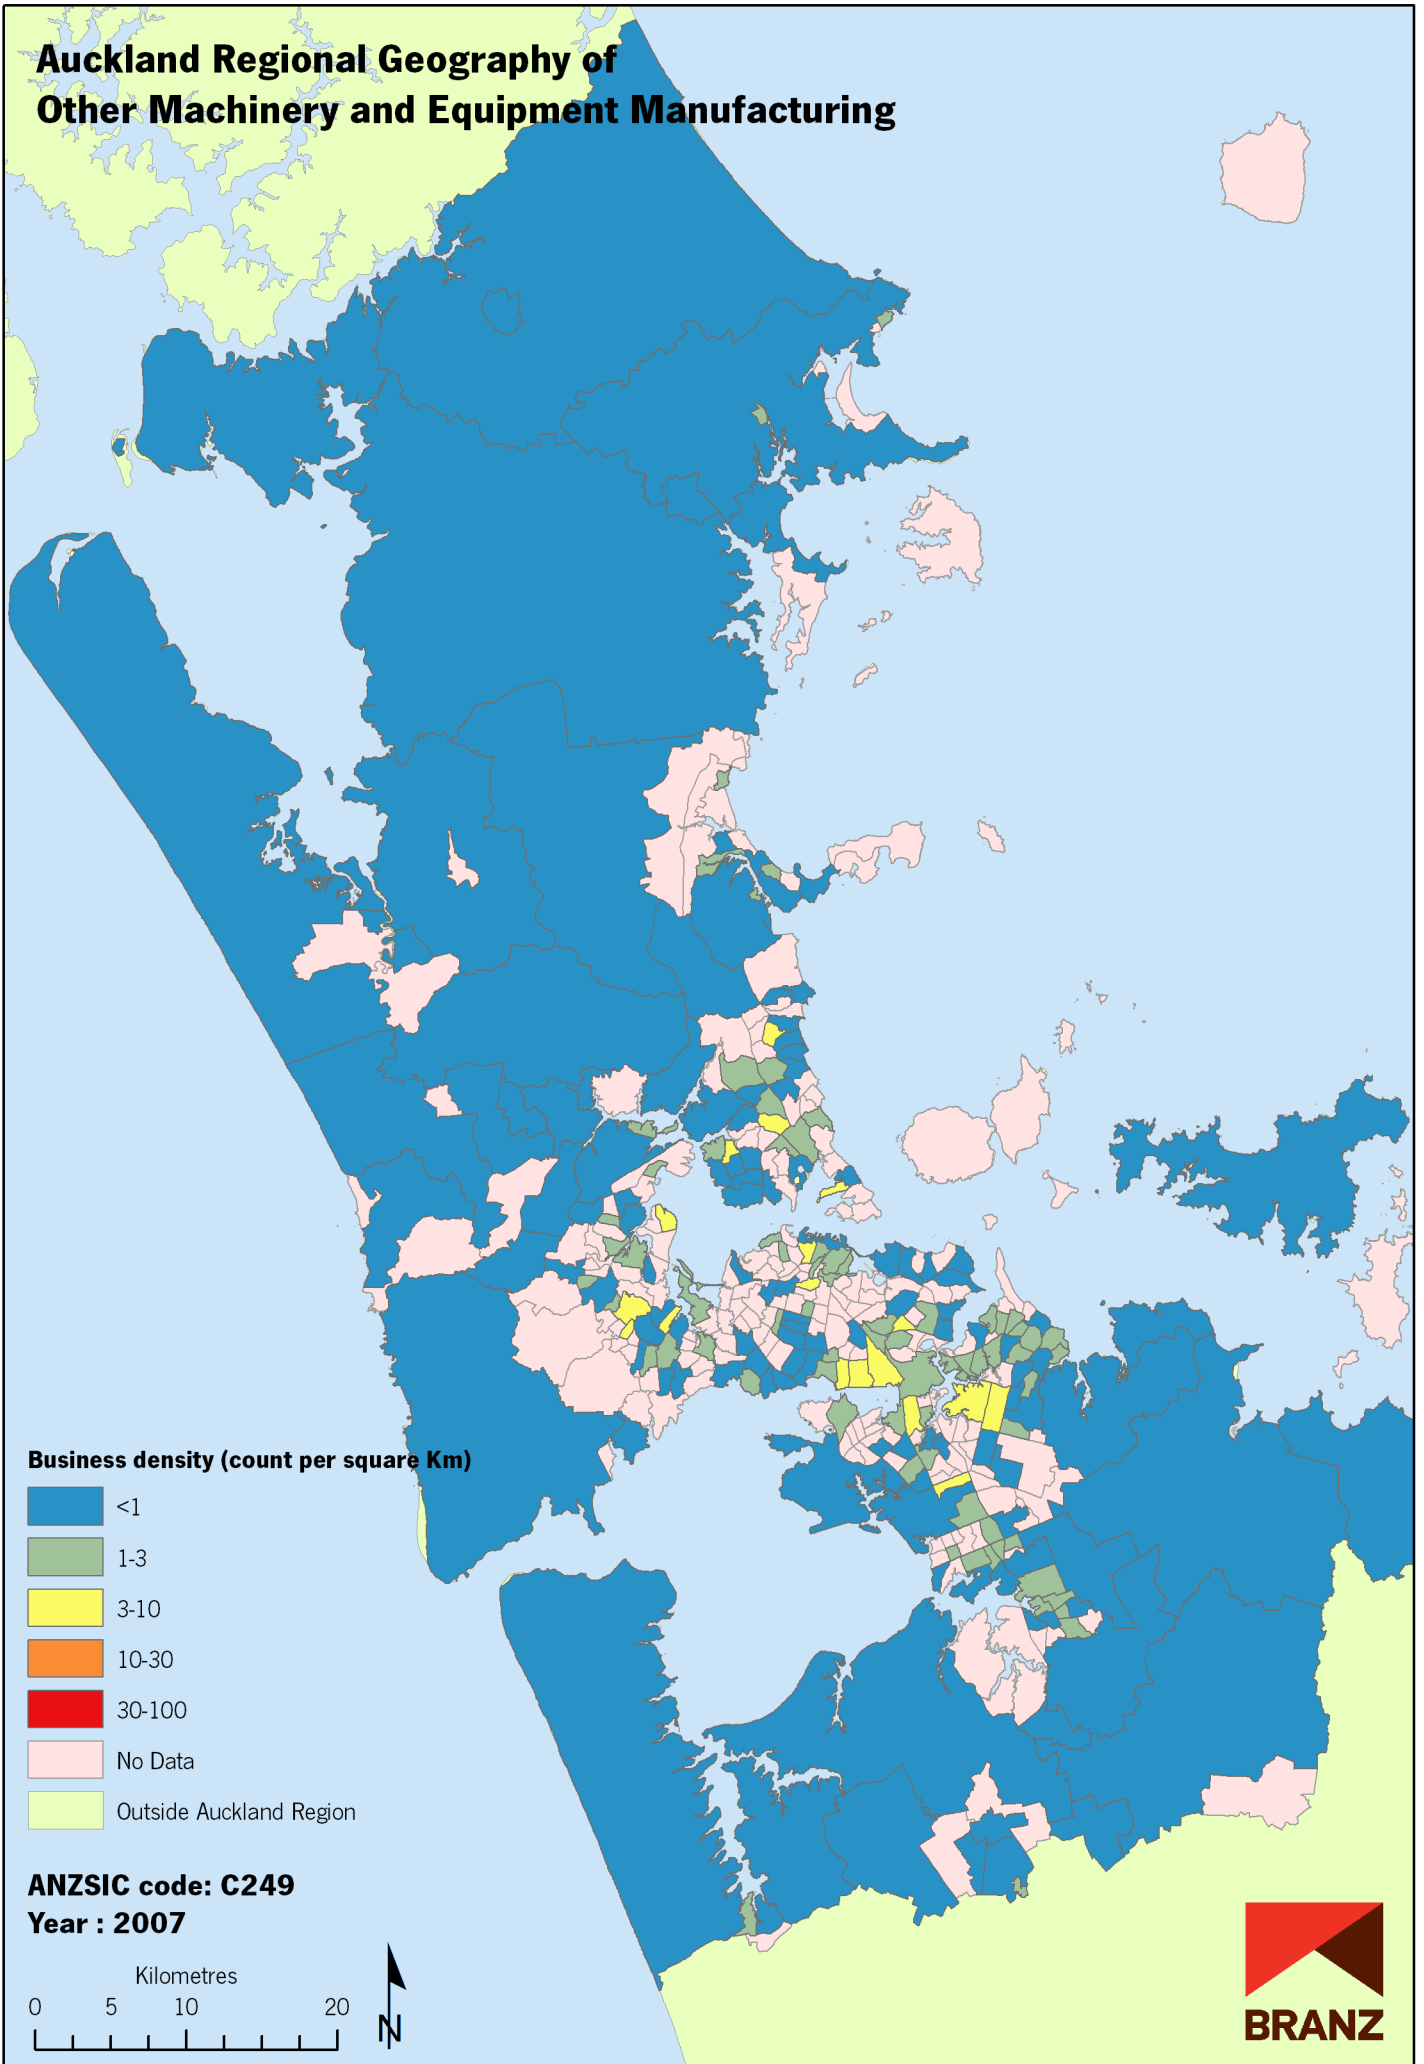 Auckland Regional Geography of
Other Machinery and Equipment Manufacturing
Business density (count per square Km)
<1
1-3
3-10
10-30
30-100
No Data
Outside Auckland Region
ANZSIC code: C249
Year : 2007
Kilometres
0 5 10 20
N
BRANZ